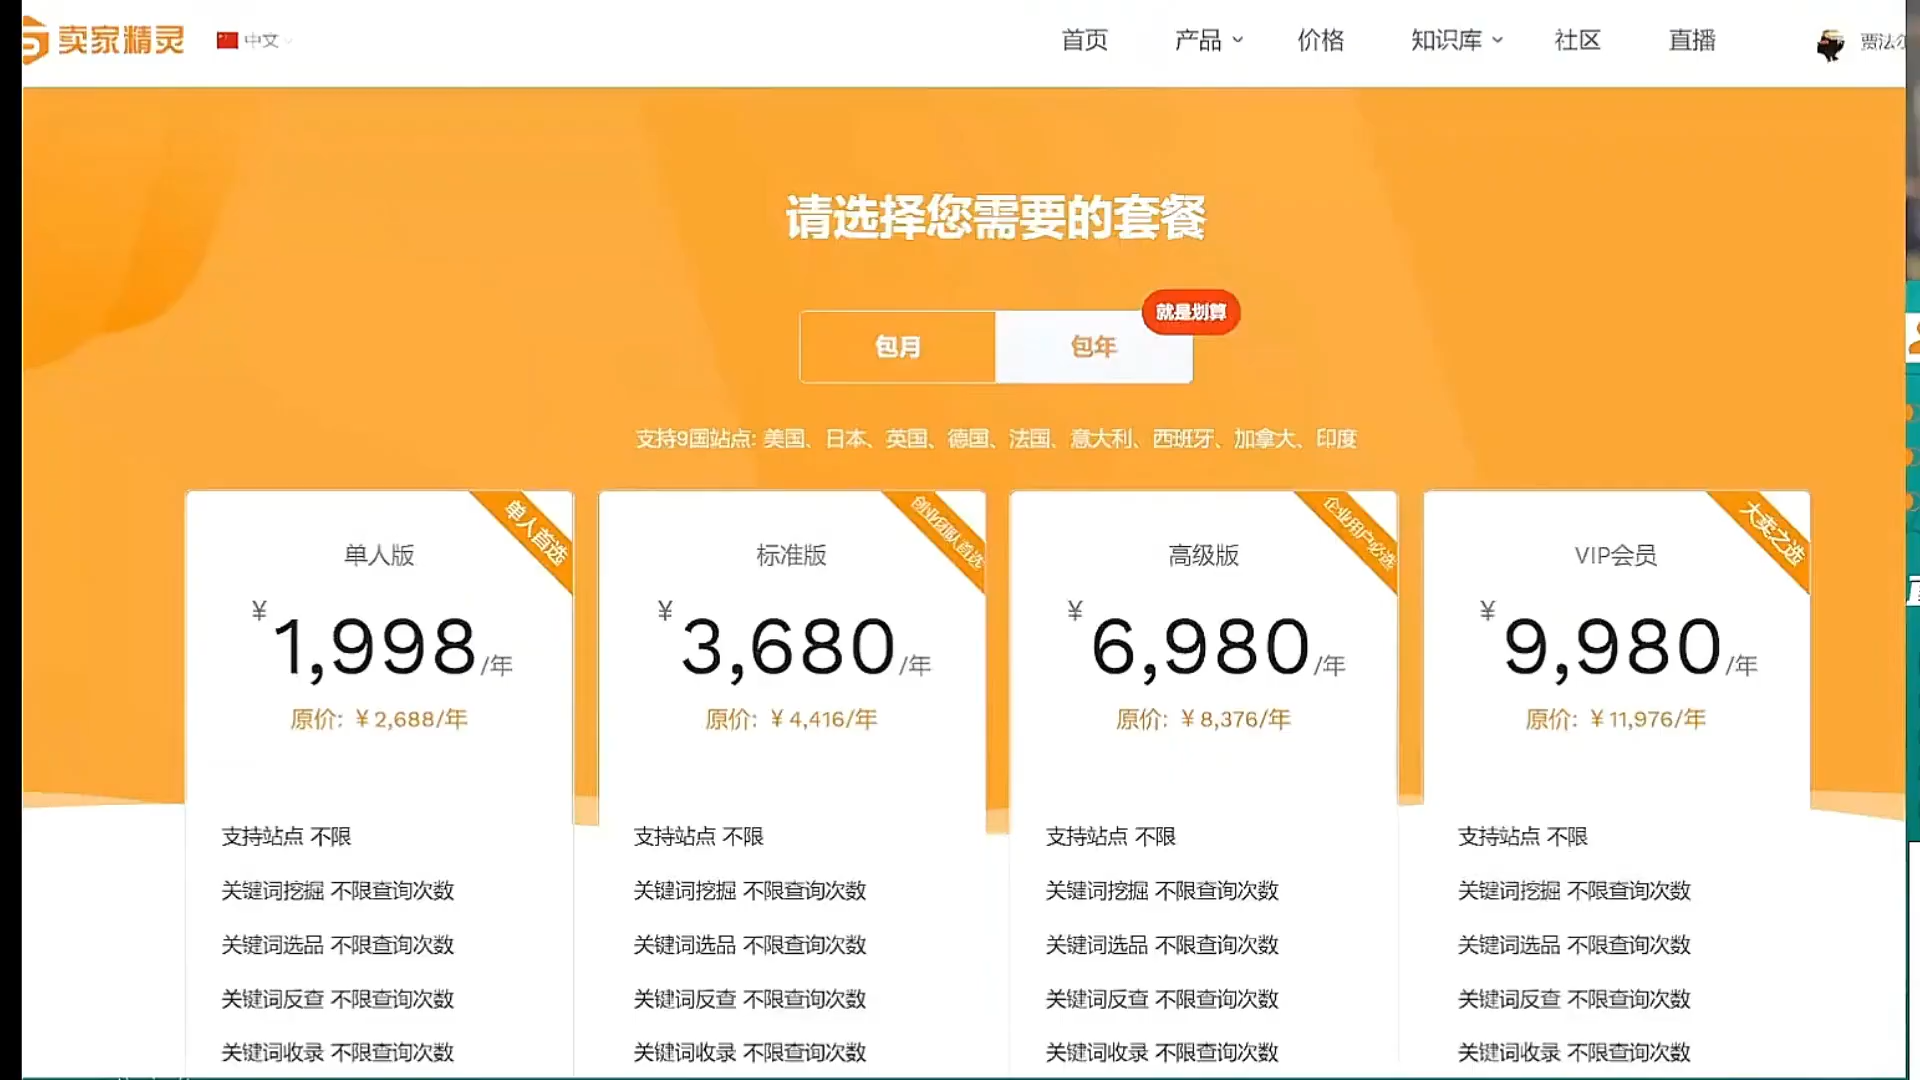 卖家精灵 中文 首页 产品 价格 知识库 社区 直播
请选择您需要的套餐
就是划算
包月 包年
支持9国站点: 美国、日本、英国、德国、法国、意大利、西班牙、加拿大、印度
单人首选
单人版
¥1,998/年
原价: ¥2,688/年
支持站点 不限
关键词挖掘 不限查询次数
关键词选品 不限查询次数
关键词反查 不限查询次数
关键词收录 不限查询次数
创业团队首选
标准版
¥3,680/年
原价: ¥4,416/年
支持站点 不限
关键词挖掘 不限查询次数
关键词选品 不限查询次数
关键词反查 不限查询次数
关键词收录 不限查询次数
企业用户必选
高级版
¥6,980/年
原价: ¥8,376/年
支持站点 不限
关键词挖掘 不限查询次数
关键词选品 不限查询次数
关键词反查 不限查询次数
关键词收录 不限查询次数
大卖之选
VIP会员
¥9,980/年
原价: ¥11,976/年
支持站点 不限
关键词挖掘 不限查询次数
关键词选品 不限查询次数
关键词反查 不限查询次数
关键词收录 不限查询次数